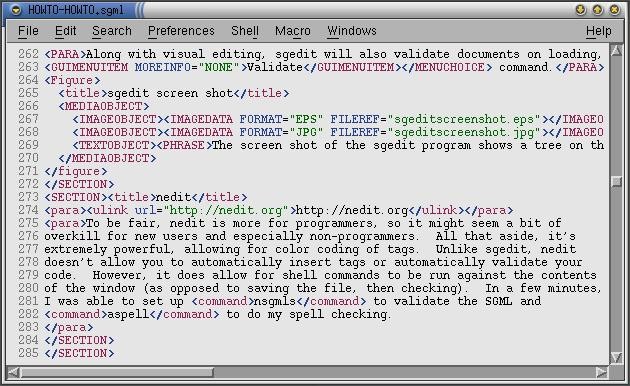 HOWTO-HOWTO.sgml
File Edit Search Preferences Shell Macro Windows Help
262 <PARA>Along with visual editing, sgedit will also validate documents on loading,
263 <GUIMENUITEM MOREINFO="NONE">Validate</GUIMENUITEM></MENUCHOICE> command.</PARA>
264 <Figure>
265   <title>sgedit screen shot</title>
266   <MEDIAOBJECT>
267     <IMAGEOBJECT><IMAGEDATA FORMAT="EPS" FILEREF="sgeditscreenshot.eps"></IMAGEO
268     <IMAGEOBJECT><IMAGEDATA FORMAT="JPG" FILEREF="sgeditscreenshot.jpg"></IMAGEO
269     <TEXTOBJECT><PHRASE>The screen shot of the sgedit program shows a tree on th
270   </MEDIAOBJECT>
271 </figure>
272 </SECTION>
273 <SECTION><title>nedit</title>
274 <para><ulink url="http://nedit.org">http://nedit.org</ulink></para>
275 <para>To be fair, nedit is more for programmers, so it might seem a bit of
276 overkill for new users and especially non-programmers.  All that aside, it's
277 extremely powerful, allowing for color coding of tags.  Unlike sgedit, nedit
278 doesn't allow you to automatically insert tags or automatically validate your
279 code.  However, it does allow for shell commands to be run against the contents
280 of the window (as opposed to saving the file, then checking).  In a few minutes,
281 I was able to set up <command>nsgmls</command> to validate the SGML and
282 <command>aspell</command> to do my spell checking.
283 </para>
284 </SECTION>
285 </SECTION>